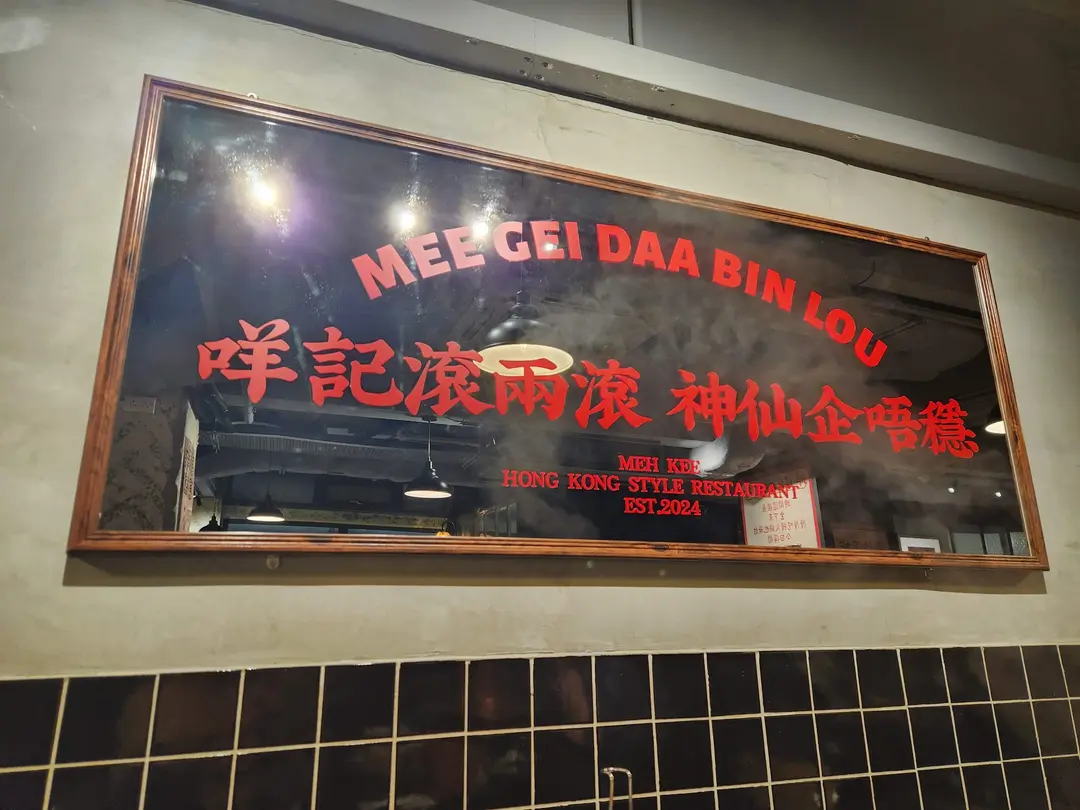 MEE GEI DAA BIN LOU
咩記滾兩滾 神仙企唔穩
MEH KEE
HONG KONG STYLE RESTAURANT
EST.2024